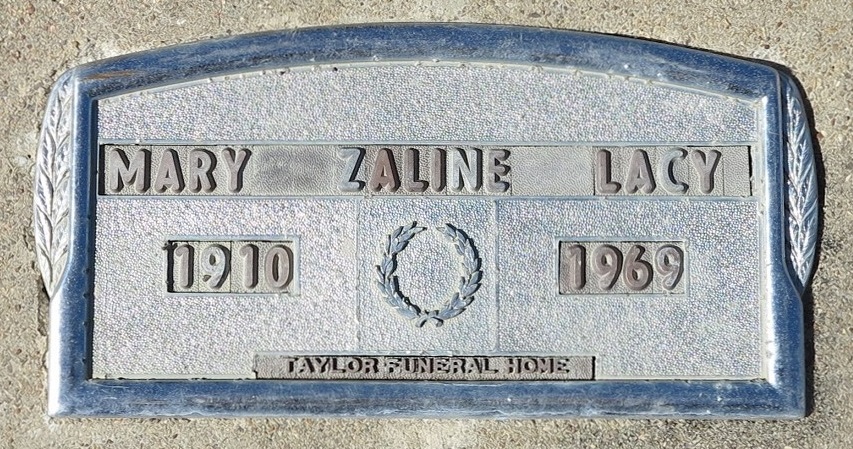 MARY ZALINE LACY
1910 1969
TAYLOR FUNERAL HOME